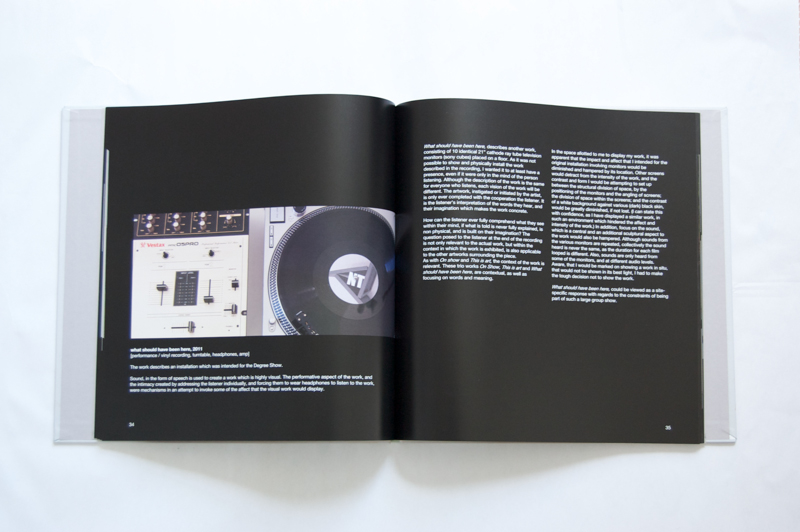 Vestax
05PRO
NT
what should have been here, 2011
[performance / vinyl recording, turntable, headphones, amp]
The work describes an installation which was intended for the Degree Show.
Sound, in the form of speech is used to create a work which is highly visual. The performative aspect of the work, and
the intimacy created by addressing the listener individually, and forcing them to wear headphones to listen to the work,
were mechanisms in an attempt to invoke some of the affect that the visual work would display.
34
What should have been here, describes another work,
consisting of 10 identical 21" cathode ray tube television
monitors (sony cubes) placed on a floor. As it was not
possible to show and physically install the work
described in the recording, I wanted it to at least have a
presence, even if it were only in the mind of the person
listening. Although the description of the work is the same
for everyone who listens, each vision of the work will be
different. The artwork, instigated or initiated by the artist,
is only ever completed with the cooperation the listener. It
is the listener's interpretation of the words they hear, and
their imagination which makes the work concrete.
How can the listener ever fully comprehend what they see
within their mind, if what is told is never fully explained, is
non physical, and is built on their imagination? The
question posed to the listener at the end of the recording
is not only relevant to the actual work, but within the
context in which the work is exhibited, is also applicable
to the other artworks surrounding the piece.
As with On show and This is art, the context of the work is
relevant. These trio works On Show, This is art and What
should have been here, are contextual, as well as
focusing on words and meaning.
In the space allotted to me to display my work, it was
apparent that the impact and effect that I intended for the
original installation involving monitors would be
diminished and hampered by its location. Other screens
would detract from the intensity of the work, and the
contrast and form I would be attempting to set up
between the structural division of space, by the
positioning of the monitors and the angling of screens;
the division of space within the screens; and the contrast
of a white background against various (dark) black skin,
would be greatly diminished, if not lost. (I can state this
with confidence, as I have displayed a similar work, in
such an environment which hindered the affect and
intensity of the work.) In addition, focus on the sound,
which is a central and an additional sculptural aspect to
the work would also be hampered. Although sounds from
the various monitors are repeated, collectively the sound
heard is never the same, as the duration for each film
looped is different. Also, sounds are only heard from
some of the monitors, and at different audio levels.
Aware, that I would be marked on showing a work in situ,
that would not be shown in its best light, I had to make
the tough decision not to show the work.
What should have been here, could be viewed as a site-
specific response with regards to the constraints of being
part of such a large group show.
35